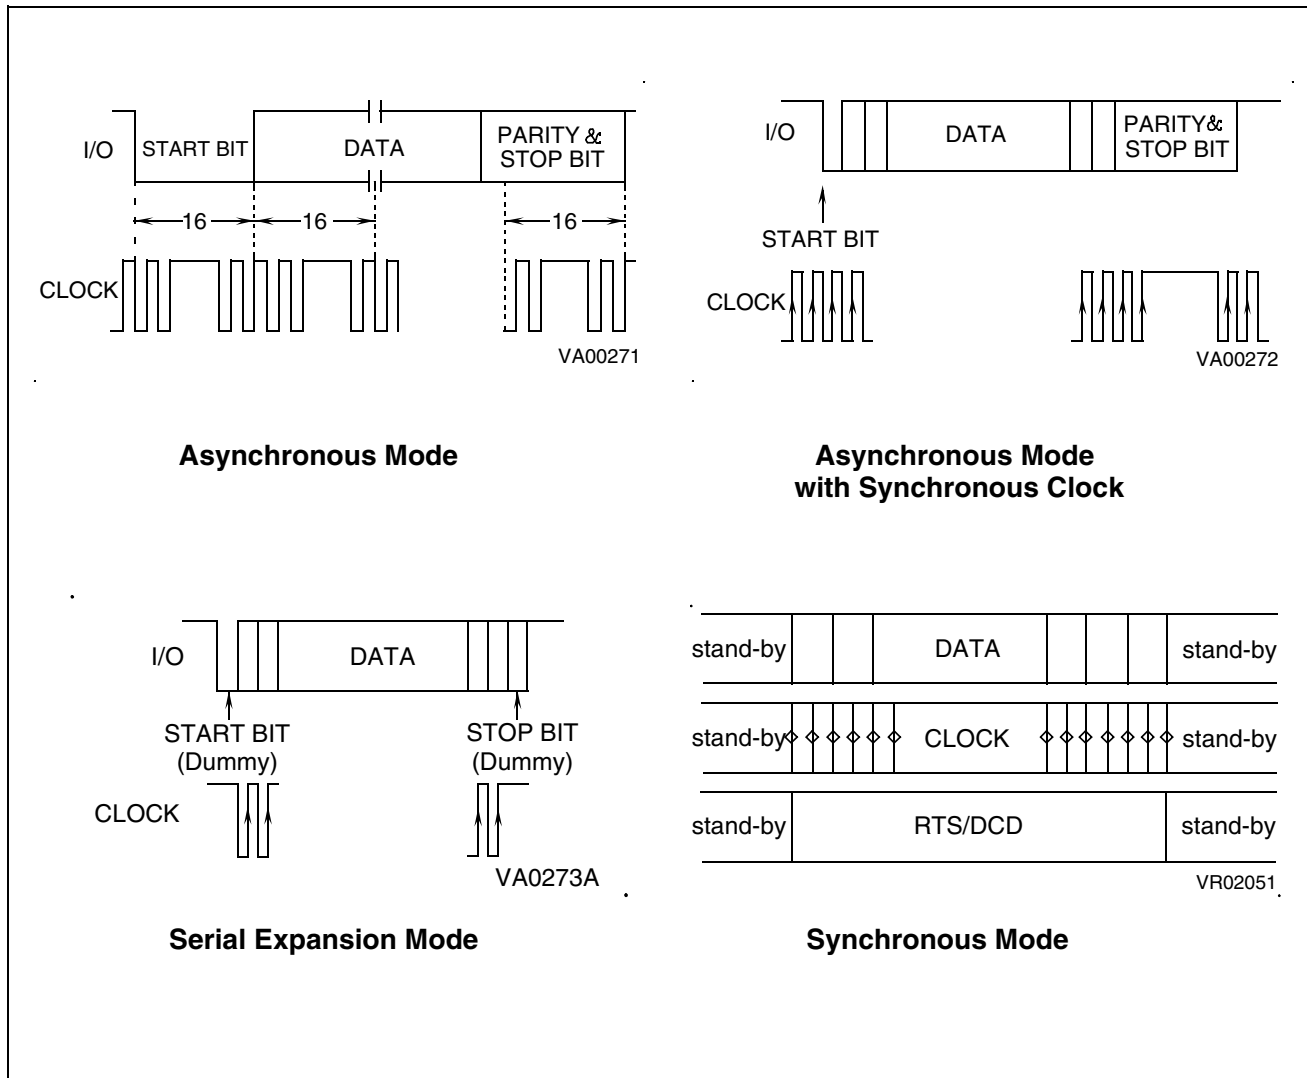 I/O
START BIT
DATA
PARITY &
STOP BIT
16
16
16
CLOCK
VA00271
Asynchronous Mode
I/O
DATA
PARITY&
STOP BIT
START BIT
CLOCK
VA00272
Asynchronous Mode
with Synchronous Clock
I/O
DATA
START BIT
(Dummy)
STOP BIT
(Dummy)
CLOCK
VA0273A
Serial Expansion Mode
stand-by
DATA
stand-by
stand-by
CLOCK
stand-by
stand-by
RTS/DCD
stand-by
VR02051
Synchronous Mode